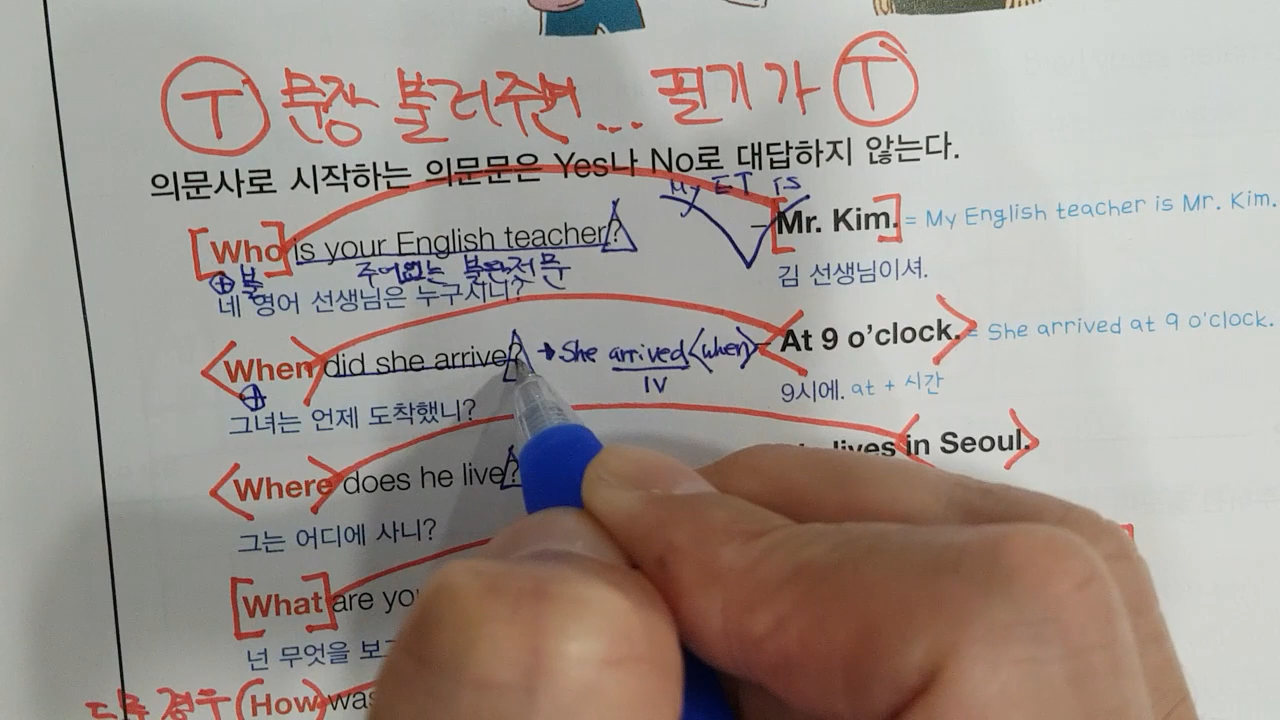 T 문장 불러주면... 필기가 T
의문사로 시작하는 의문문은 Yes나 No로 대답하지 않는다.
My ET is
[Who] is your English teacher? - [Mr. Kim.] = My English teacher is Mr. Kim.
주어없는 불완전문
네 영어 선생님은 누구시니? 김 선생님이셔.
<When> did she arrive? → She arrived <when> - <At 9 o'clock.> = She arrived at 9 o'clock.
IV
그녀는 언제 도착했니? 9시에. at + 시간
<Where> does he live? lives <in Seoul.>
그는 어디에 사니?
[What] are
넌 무엇을
경우 (How) was